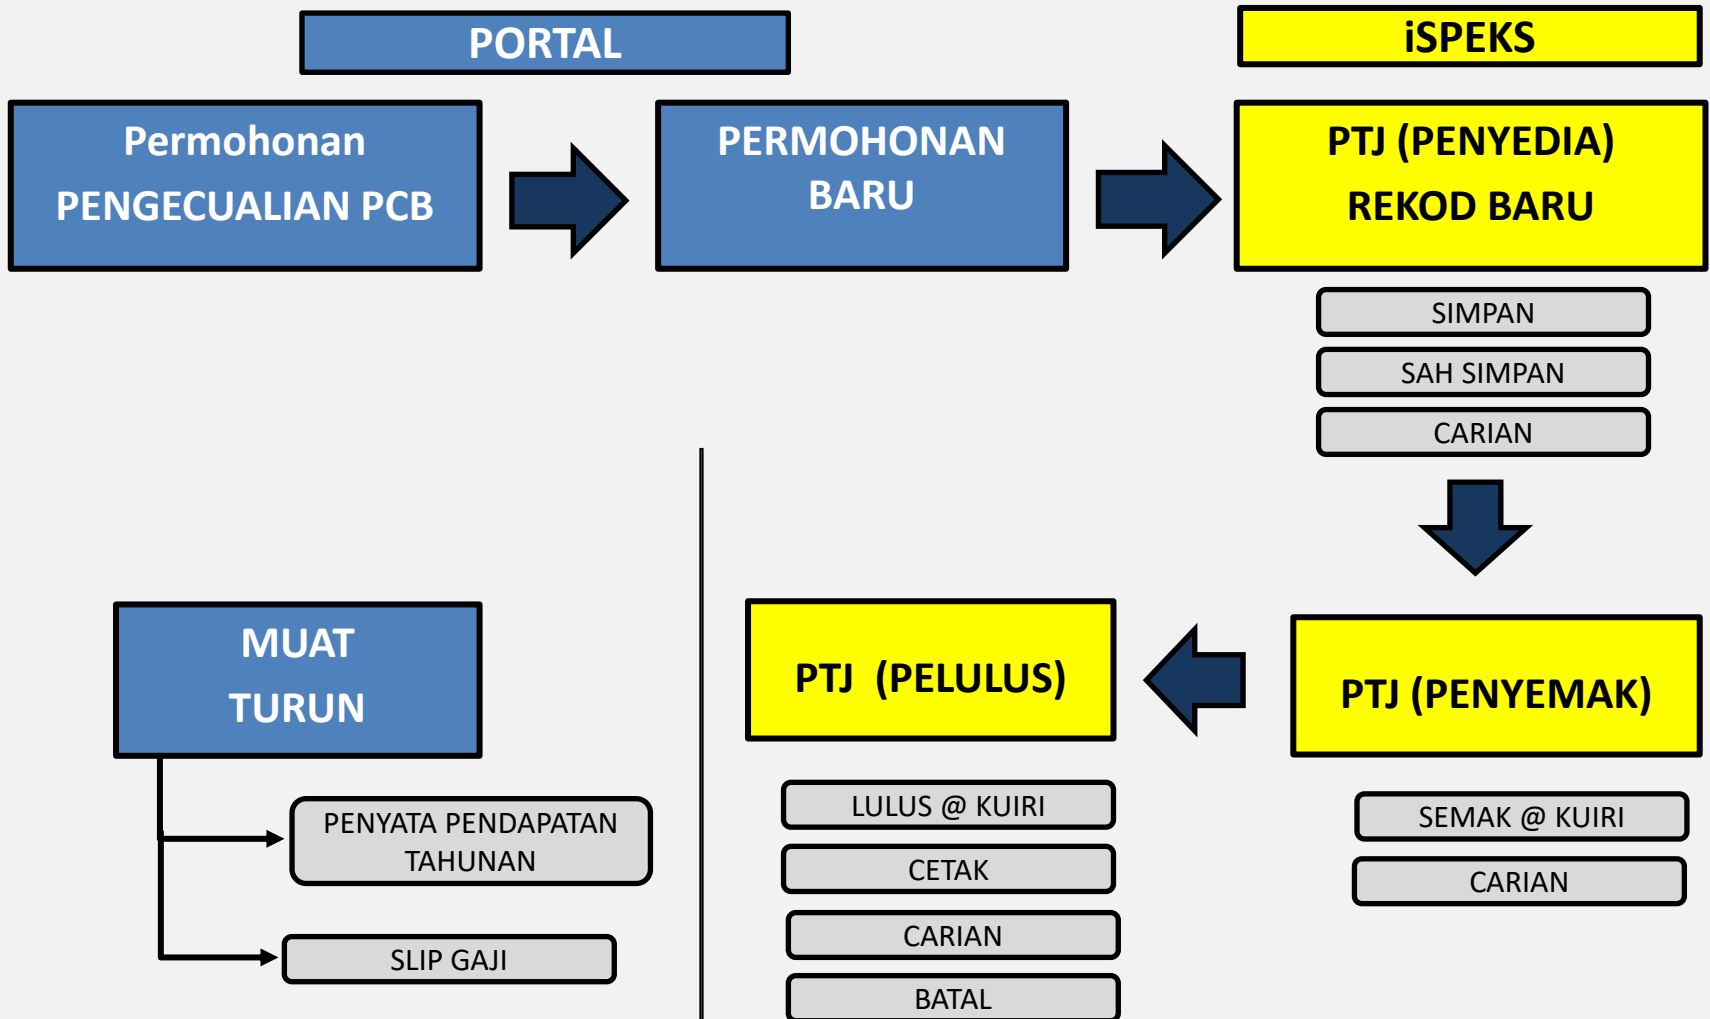 PORTAL
iSPEKS
Permohonan
PENGECUALIAN PCB
PERMOHONAN
BARU
PTJ (PENYEDIA)
REKOD BARU
SIMPAN
SAH SIMPAN
CARIAN
MUAT
TURUN
PENYATA PENDAPATAN
TAHUNAN
SLIP GAJI
PTJ  (PELULUS)
LULUS @ KUIRI
CETAK
CARIAN
BATAL
PTJ (PENYEMAK)
SEMAK @ KUIRI
CARIAN